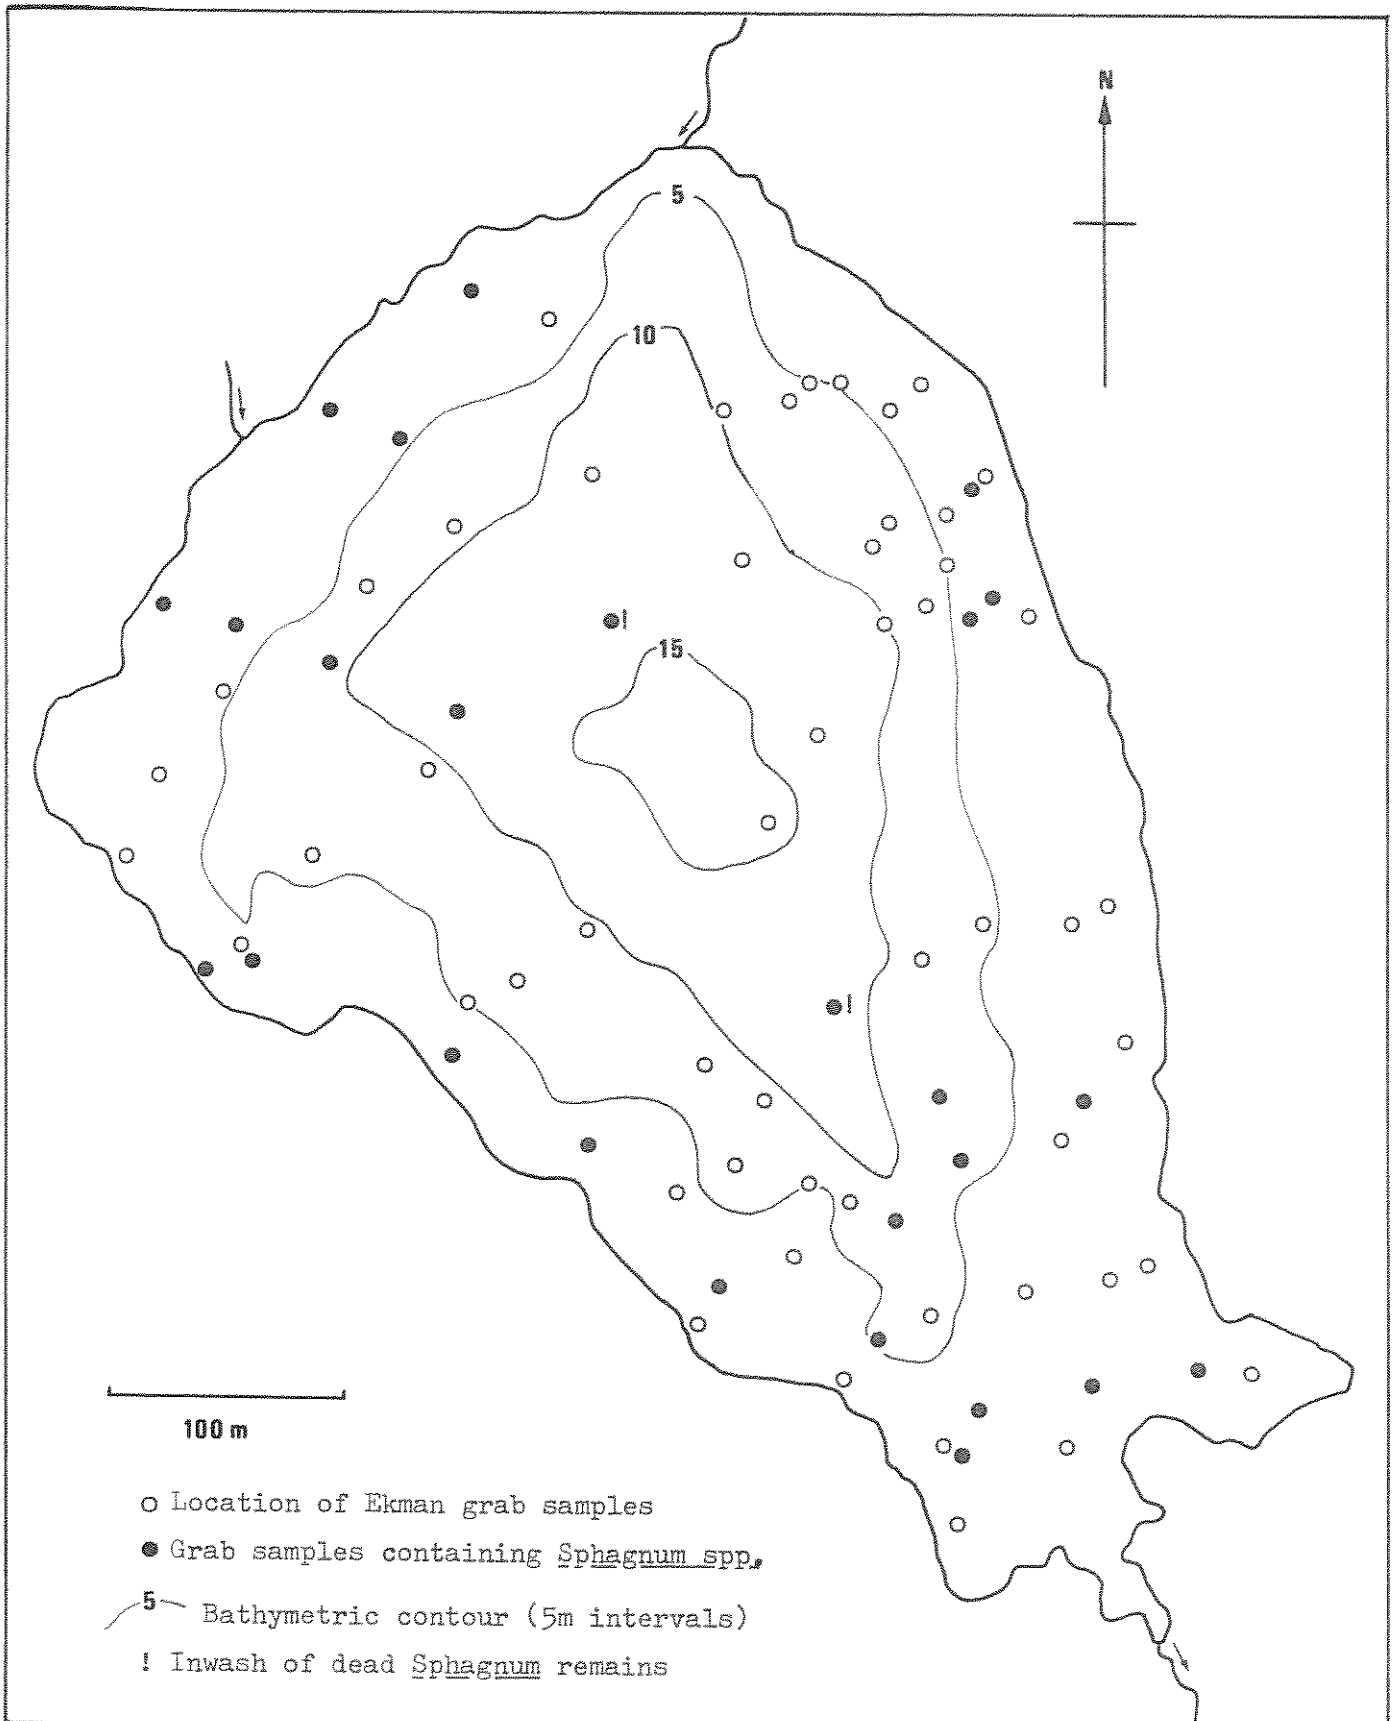 N
5
10
!
15
!
100 m
Location of Ekman grab samples
Grab samples containing Sphagnum spp.
5 Bathymetric contour (5m intervals)
! Inwash of dead Sphagnum remains